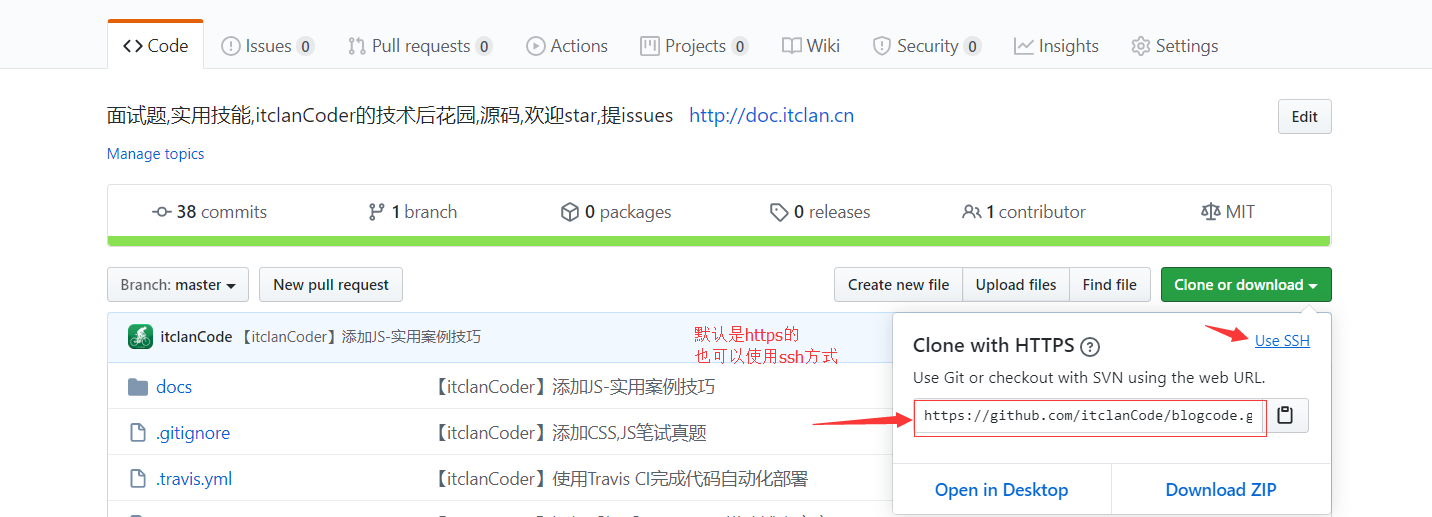 Code Issues 0 Pull requests 0 Actions Projects 0 Wiki Security 0 Insights Settings
面试题,实用技能,itclanCoder的技术后花园,源码,欢迎star,提issues http://doc.itclan.cn Edit
Manage topics
38 commits 1 branch 0 packages 0 releases 1 contributor MIT
Branch: master New pull request Create new file Upload files Find file Clone or download
itclanCode 【itclanCoder】添加JS-实用案例技巧
默认是https的
也可以使用ssh方式
Clone with HTTPS ? Use SSH
Use Git or checkout with SVN using the web URL.
https://github.com/itclanCode/blogcode.g
Open in Desktop Download ZIP
docs 【itclanCoder】添加JS-实用案例技巧
.gitignore 【itclanCoder】添加CSS,JS笔试真题
.travis.yml 【itclanCoder】使用Travis CI完成代码自动化部署